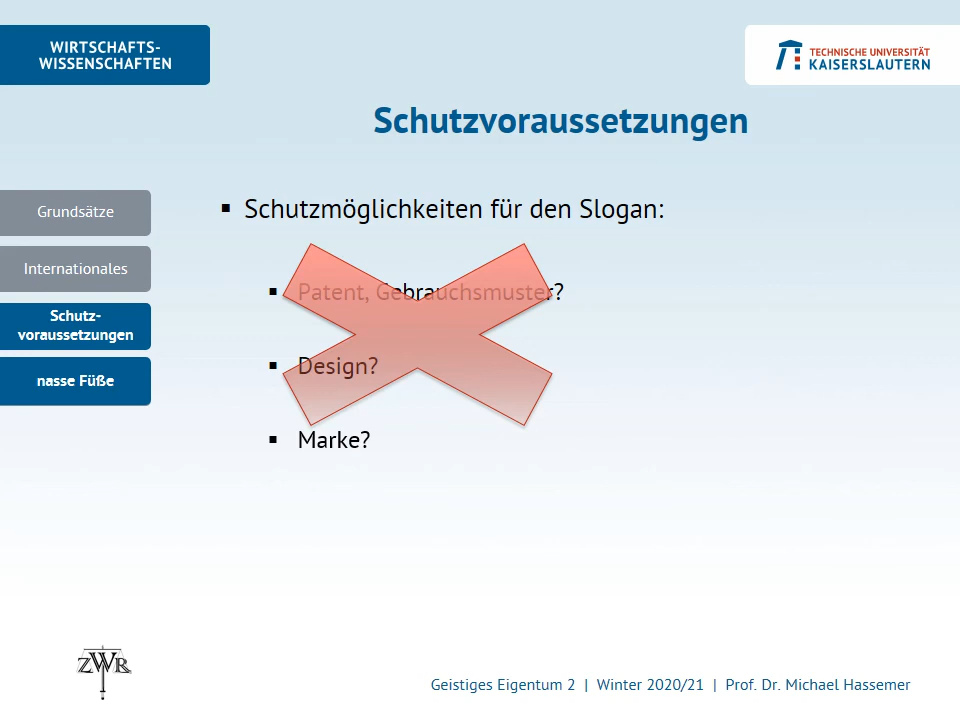 WIRTSCHAFTS-
WISSENSCHAFTEN
TECHNISCHE UNIVERSITÄT
KAISERSLAUTERN
Schutzvoraussetzungen
Grundsätze
Internationales
Schutz-
voraussetzungen
nasse Füße
Schutzmöglichkeiten für den Slogan:
Patent, Gebrauchsmuster?
Design?
Marke?
ZWR
Geistiges Eigentum 2 | Winter 2020/21 | Prof. Dr. Michael Hassemer